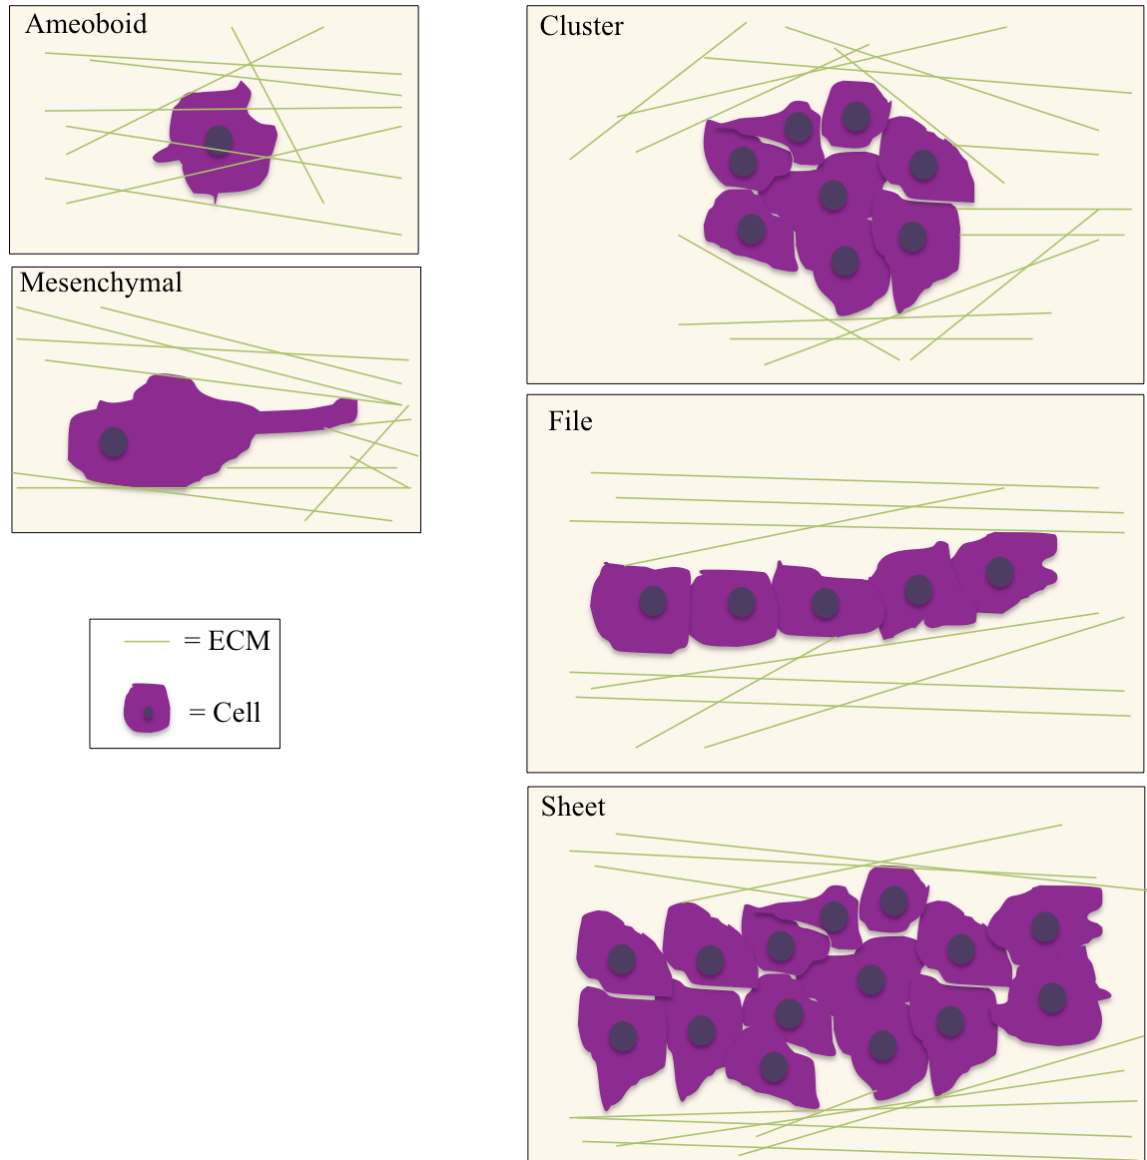 Ameoboid
Mesenchymal
= ECM
= Cell
Cluster
File
Sheet